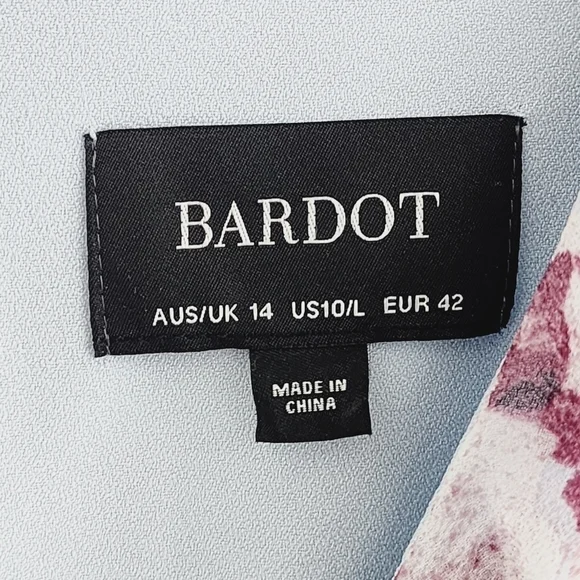 BARDOT
AUS/UK 14 US10/L EUR 42
MADE IN
CHINA